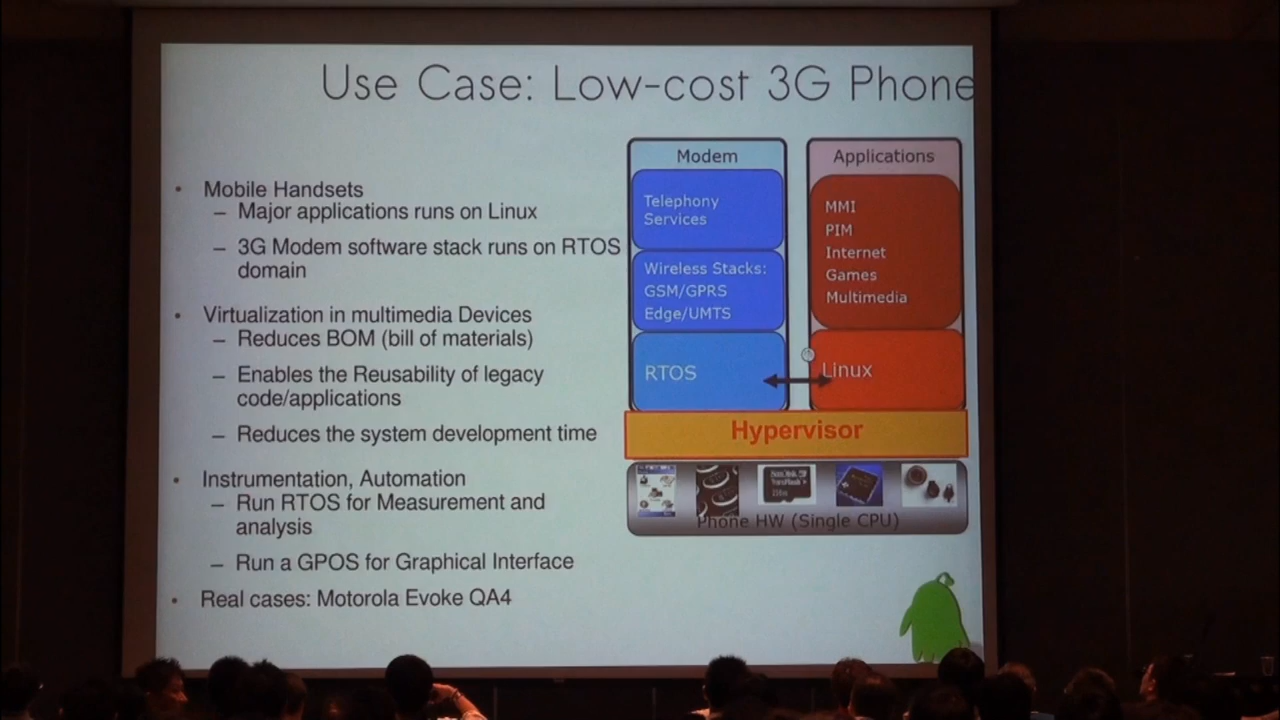 Use Case: Low-cost 3G Phone
• Mobile Handsets
– Major applications runs on Linux
– 3G Modem software stack runs on RTOS
domain
• Virtualization in multimedia Devices
– Reduces BOM (bill of materials)
– Enables the Reusability of legacy
code/applications
– Reduces the system development time
• Instrumentation, Automation
– Run RTOS for Measurement and
analysis
– Run a GPOS for Graphical Interface
• Real cases: Motorola Evoke QA4
Modem
Telephony
Services
Wireless Stacks:
GSM/GPRS
Edge/UMTS
RTOS
Applications
MMI
PIM
Internet
Games
Multimedia
Linux
Hypervisor
SanDisk
Phone HW (Single CPU)